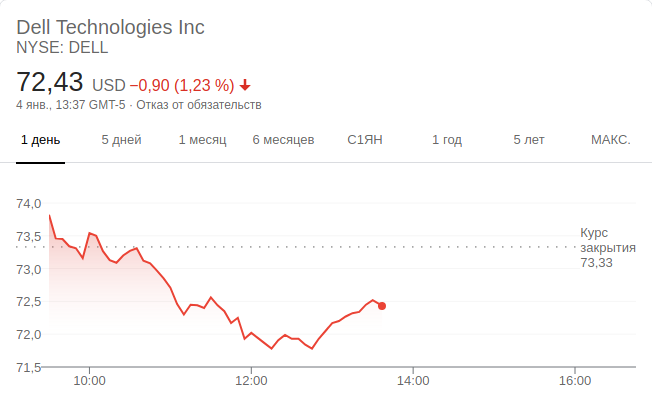 Dell Technologies Inc
NYSE: DELL
72,43 USD −0,90 (1,23 %)
4 янв., 13:37 GMT-5 · Отказ от обязательств
1 день 5 дней 1 месяц 6 месяцев С1ЯН 1 год 5 лет МАКС.
74,0
73,5
73,0
72,5
72,0
71,5
Курс
закрытия
73,33
10:00 12:00 14:00 16:00